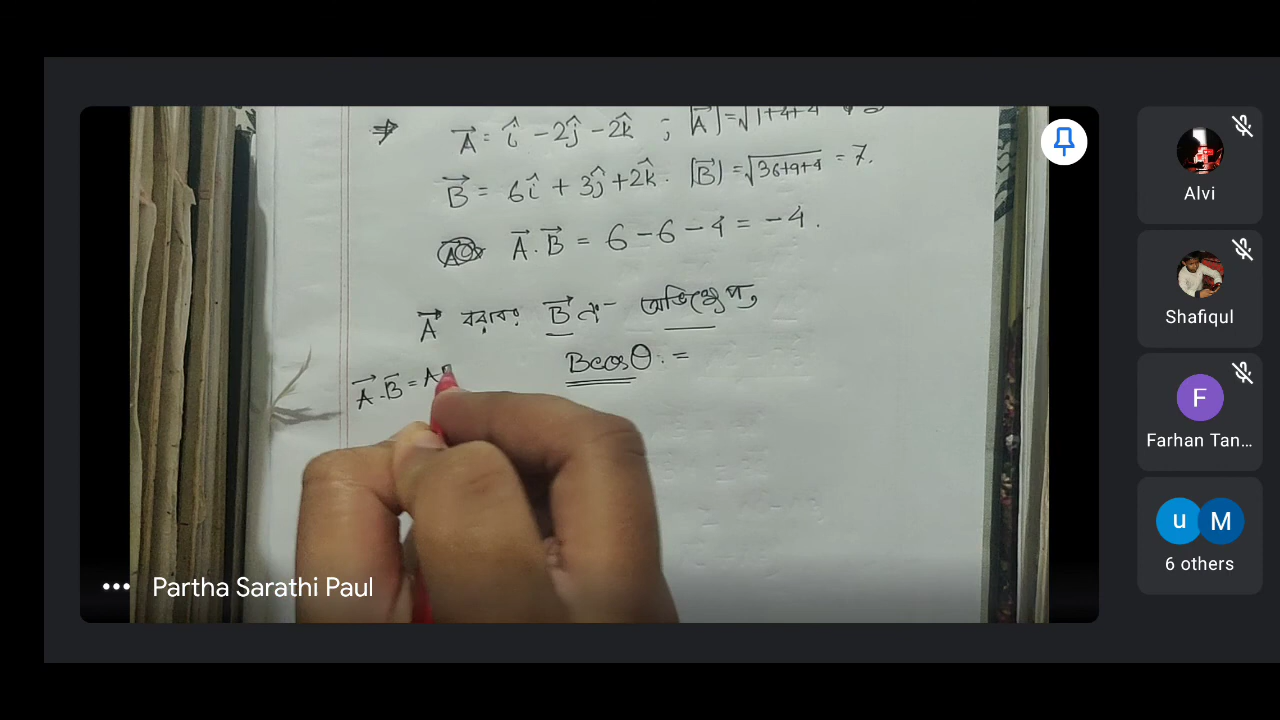 ⇒ A⃗ = î − 2ĵ − 2k̂ ; |A⃗| = √1+4+4
B⃗ = 6î + 3ĵ + 2k̂ . |B⃗| = √36+9+4 = 7.
A⃗ . B⃗ = 6 − 6 − 4 = −4 .
A⃗ বরাবর B⃗ এর অভিক্ষেপ,
Bcosθ =
A⃗ . B⃗ = AB
Partha Sarathi Paul
Alvi
Shafiqul
F
Farhan Tan...
u M
6 others